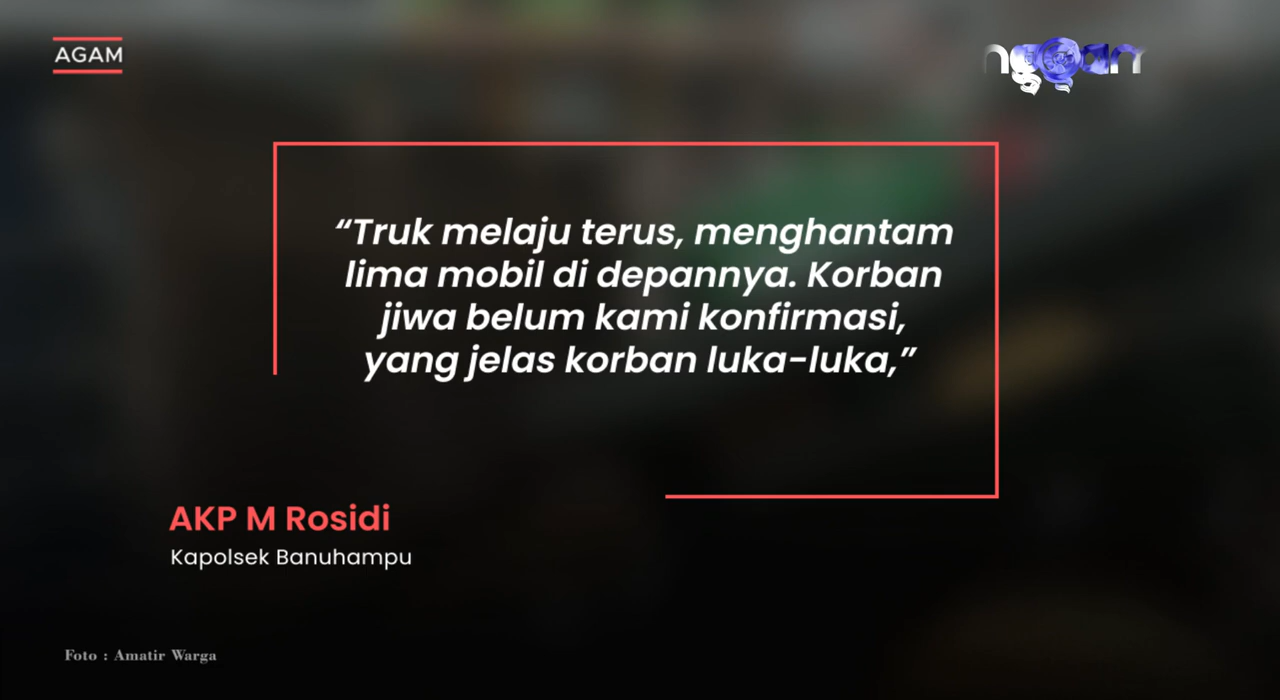 AGAM
“Truk melaju terus, menghantam
lima mobil di depannya. Korban
jiwa belum kami konfirmasi,
yang jelas korban luka-luka,”
AKP M Rosidi
Kapolsek Banuhampu
Foto : Amatir Warga